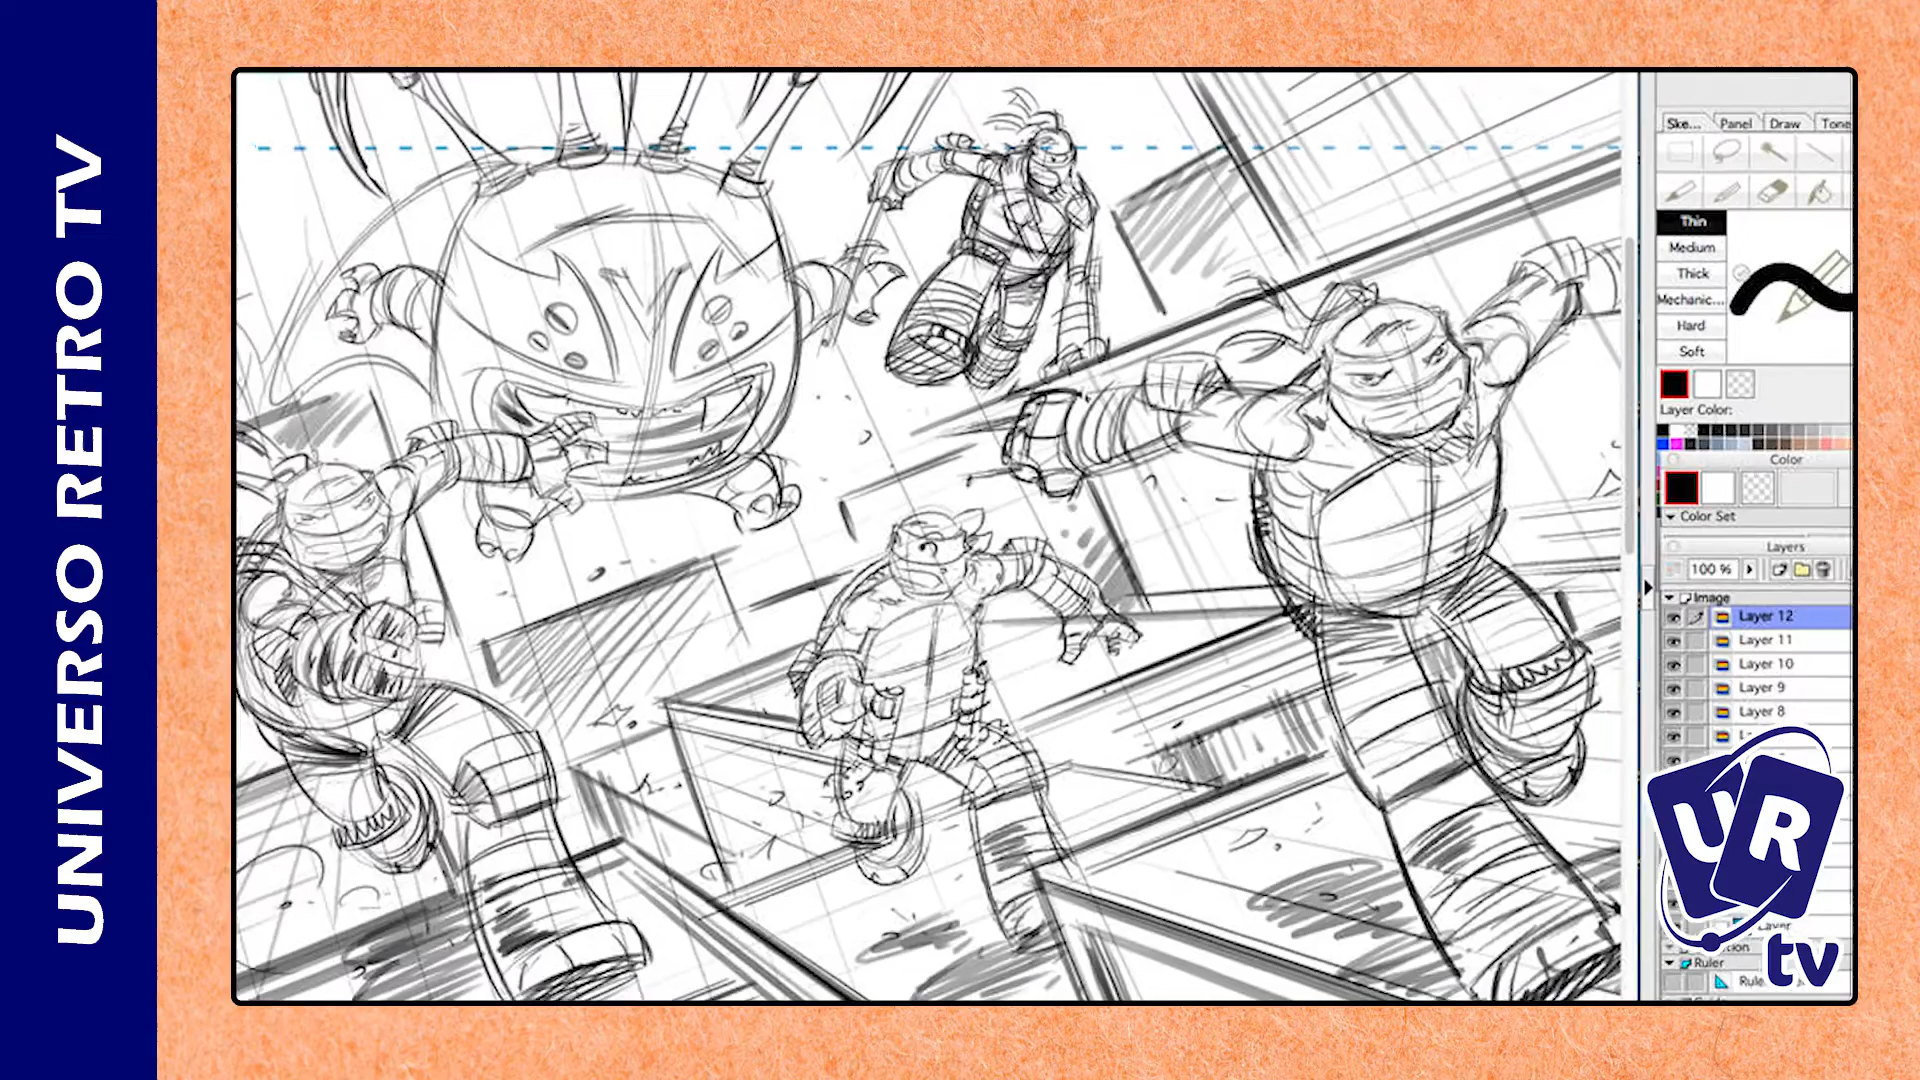 UNIVERSO RETRO TV
Ske...
Panel
Draw
Tone
Thin
Medium
Thick
Mechanic...
Hard
Soft
Layer Color:
Color
Color Set
Layers
100 %
Image
Layer 12
Layer 11
Layer 10
Layer 9
Layer 8
UR
tv
Ruler